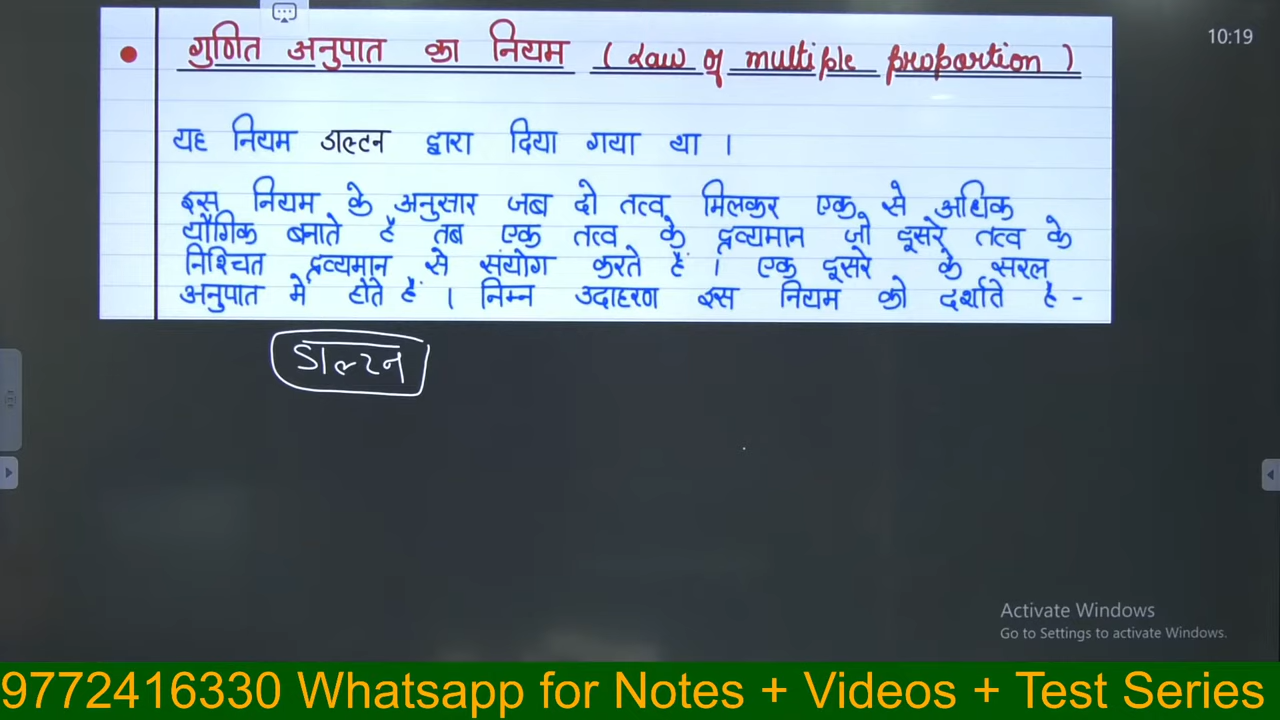 10:19
गुणित अनुपात का नियम ( Law of multiple proportion )
यह नियम डाल्टन द्वारा दिया गया था ।
इस नियम के अनुसार जब दो तत्व मिलकर एक से अधिक
यौगिक बनाते है तब एक तत्व के द्रव्यमान जो दूसरे तत्व के
निश्चित द्रव्यमान से संयोग करते हैं । एक दूसरे के सरल
अनुपात में होते हैं । निम्न उदाहरण इस नियम को दर्शाते है -
डाल्टन
Activate Windows
Go to Settings to activate Windows.
9772416330 Whatsapp for Notes + Videos + Test Series